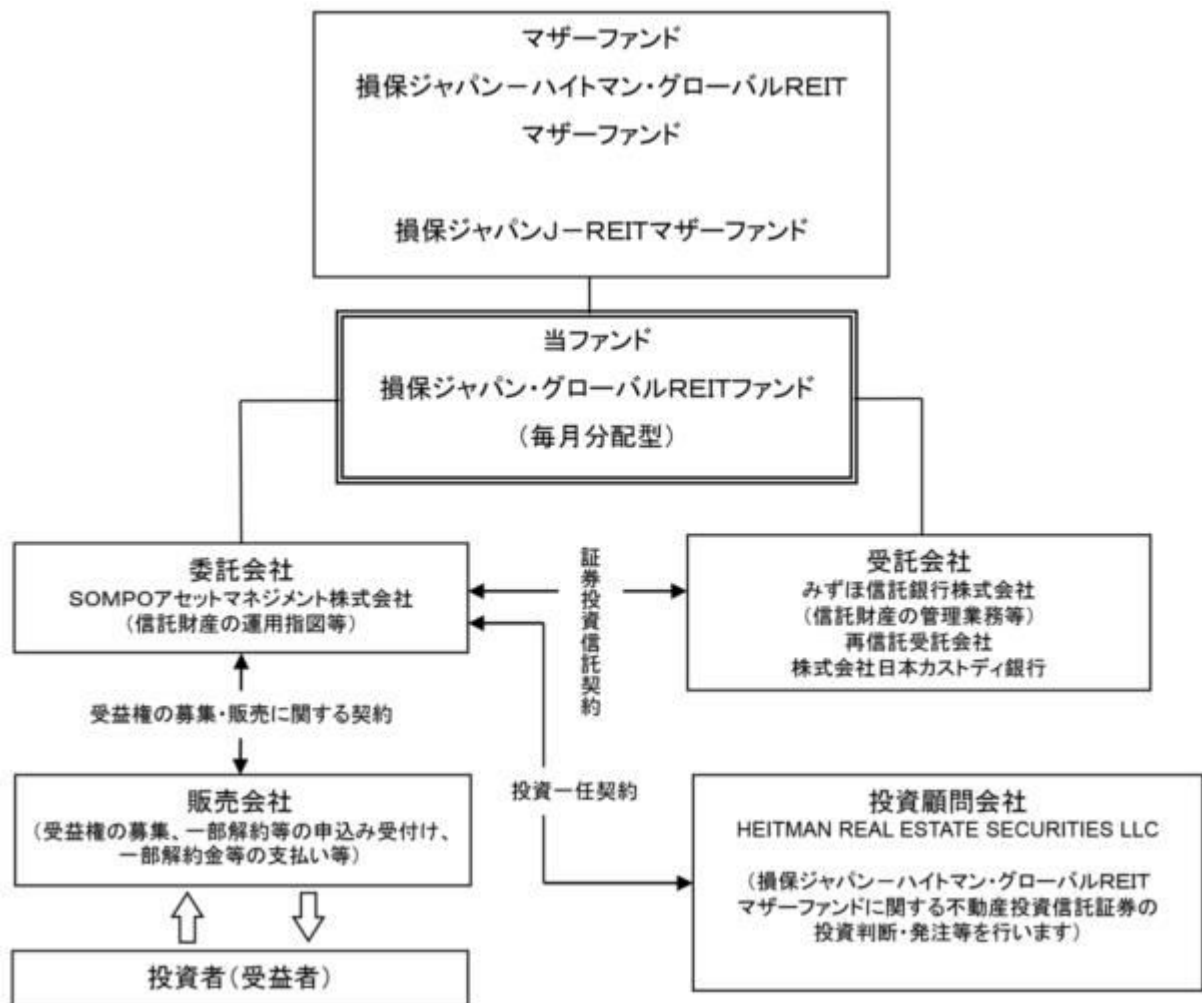 マザーファンド
損保ジャパン－ハイトマン・グローバルREIT
マザーファンド
損保ジャパンJ－REITマザーファンド
当ファンド
損保ジャパン・グローバルREITファンド
（毎月分配型）
委託会社
SOMPOアセットマネジメント株式会社
（信託財産の運用指図等）
証券投資信託契約
受託会社
みずほ信託銀行株式会社
（信託財産の管理業務等）
再信託受託会社
株式会社日本カストディ銀行
受益権の募集・販売に関する契約
販売会社
（受益権の募集、一部解約等の申込み受付け、
一部解約金等の支払い等）
投資一任契約
投資顧問会社
HEITMAN REAL ESTATE SECURITIES LLC
（損保ジャパン－ハイトマン・グローバルREIT
マザーファンドに関する不動産投資信託証券の
投資判断・発注等を行います）
投資者（受益者）